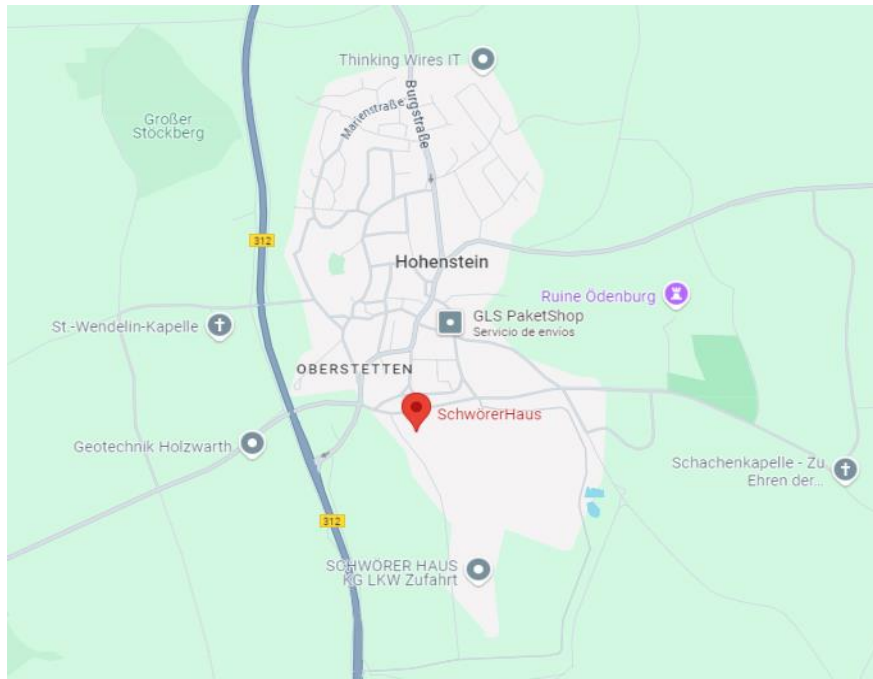 Thinking Wires IT
Marienstraße
Burgstraße
Großer
Stockberg
312
Hohenstein
Ruine Ödenburg
GLS PaketShop
Servicio de envíos
St.-Wendelin-Kapelle
OBERSTETTEN
SchwörerHaus
Geotechnik Holzwarth
Schachenkapelle - Zu
Ehren der...
312
SCHWÖRER HAUS
KG LKW Zufahrt